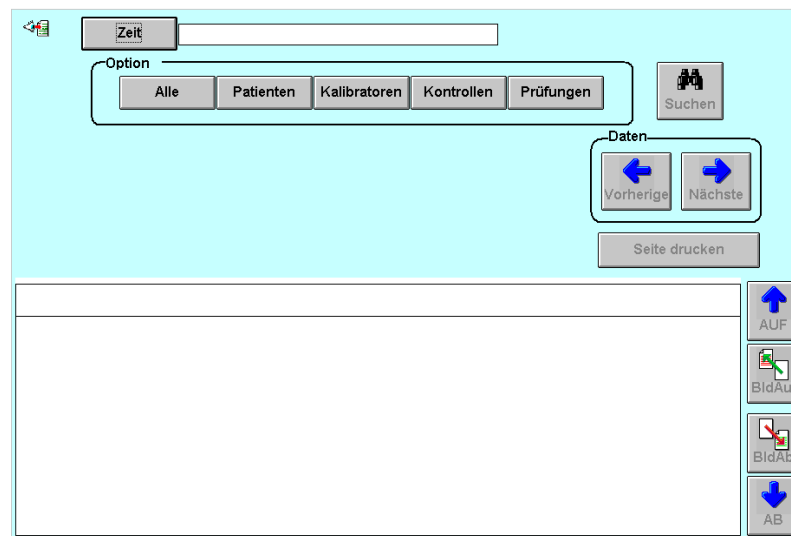 Zeit
Option
Alle Patienten Kalibratoren Kontrollen Prüfungen
Suchen
Daten
Vorherige Nächste
Seite drucken
AUF
BldAu
BldAb
AB